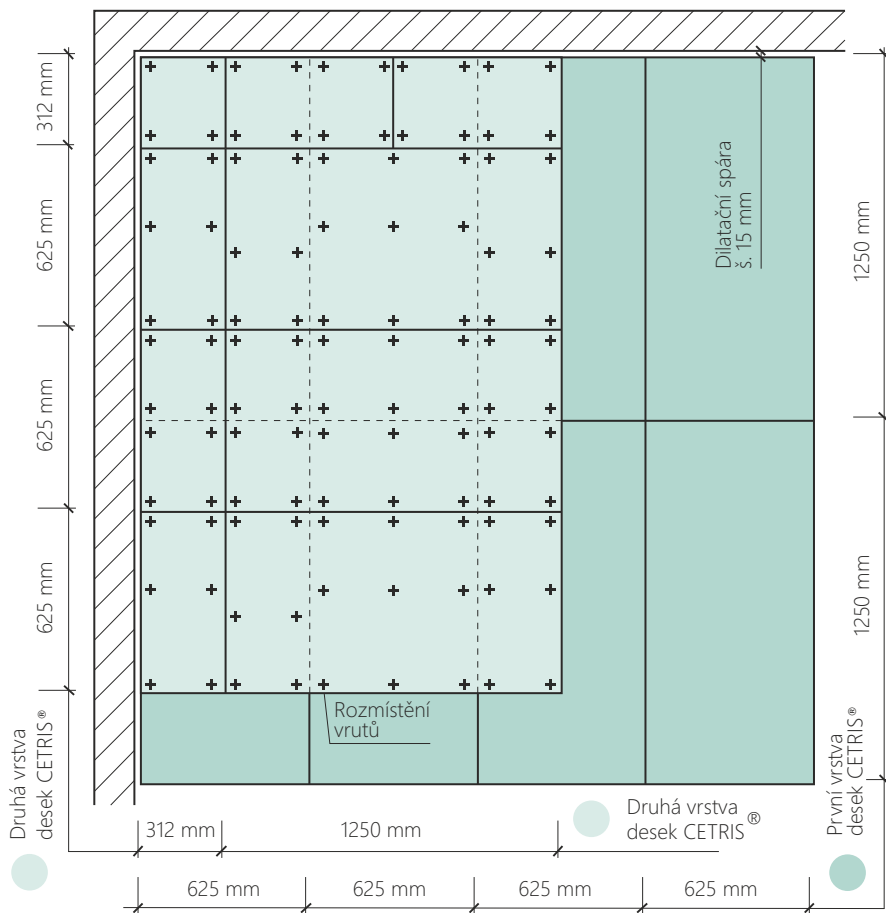 312 mm
625 mm
625 mm
625 mm
Druhá vrstva
desek CETRIS®
Dilatační spára
š. 15 mm
1250 mm
1250 mm
První vrstva
desek CETRIS®
Rozmístění
vrutů
Druhá vrstva
desek CETRIS®
312 mm
1250 mm
625 mm
625 mm
625 mm
625 mm